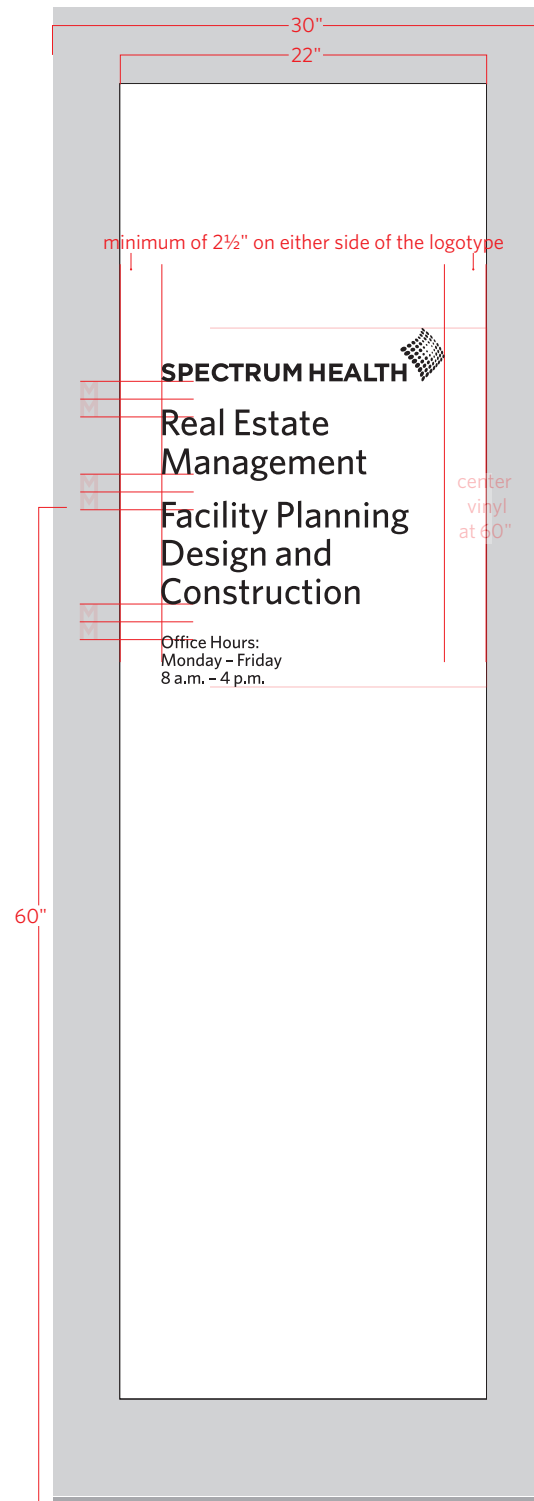 30"
22"
minimum of 2½" on either side of the logotype
SPECTRUM HEALTH
M
M
Real Estate
Management
M
M
center
vinyl
at 60"
Facility Planning
Design and
Construction
M
M
Office Hours:
Monday – Friday
8 a.m. – 4 p.m.
60"